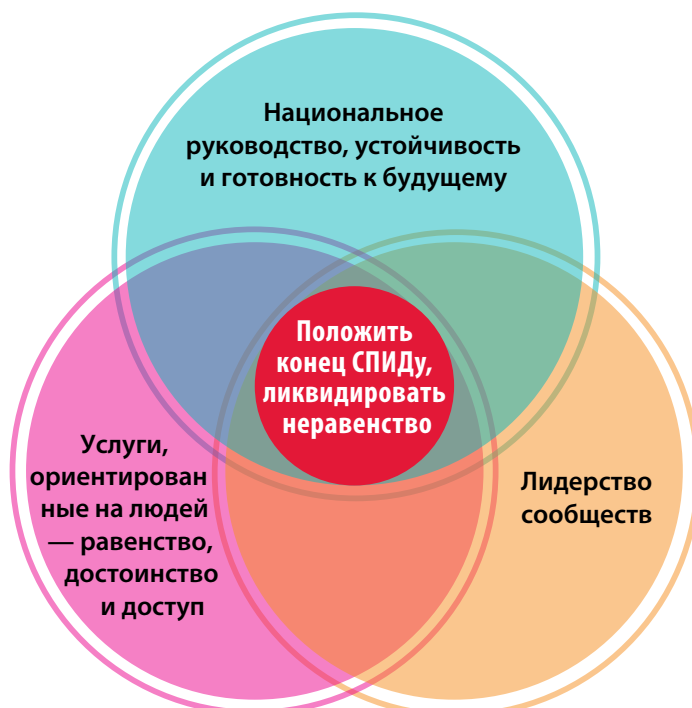 Национальное
руководство, устойчивость
и готовность к будущему
Положить
конец СПИДу,
ликвидировать
неравенство
Услуги,
ориентирован
ные на людей
— равенство,
достоинство
и доступ
Лидерство
сообществ